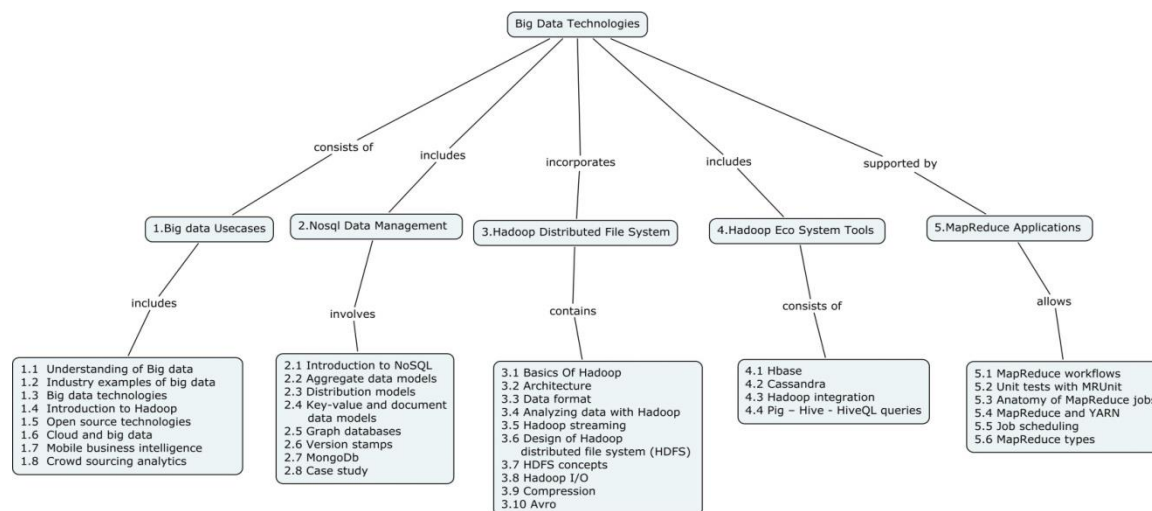 Big Data Technologies
consists of
includes
incorporates
includes
supported by
1.Big data Usecases
2.Nosql Data Management
3.Hadoop Distributed File System
4.Hadoop Eco System Tools
5.MapReduce Applications
includes
involves
contains
consists of
allows
1.1 Understanding of Big data
1.2 Industry examples of big data
1.3 Big data technologies
1.4 Introduction to Hadoop
1.5 Open source technologies
1.6 Cloud and big data
1.7 Mobile business intelligence
1.8 Crowd sourcing analytics
2.1 Introduction to NoSQL
2.2 Aggregate data models
2.3 Distribution models
2.4 Key-value and document
data models
2.5 Graph databases
2.6 Version stamps
2.7 MongoDb
2.8 Case study
3.1 Basics Of Hadoop
3.2 Architecture
3.3 Data format
3.4 Analyzing data with Hadoop
3.5 Hadoop streaming
3.6 Design of Hadoop
distributed file system (HDFS)
3.7 HDFS concepts
3.8 Hadoop I/O
3.9 Compression
3.10 Avro
4.1 Hbase
4.2 Cassandra
4.3 Hadoop integration
4.4 Pig – Hive - HiveQL queries
5.1 MapReduce workflows
5.2 Unit tests with MRUnit
5.3 Anatomy of MapReduce jobs
5.4 MapReduce and YARN
5.5 Job scheduling
5.6 MapReduce types